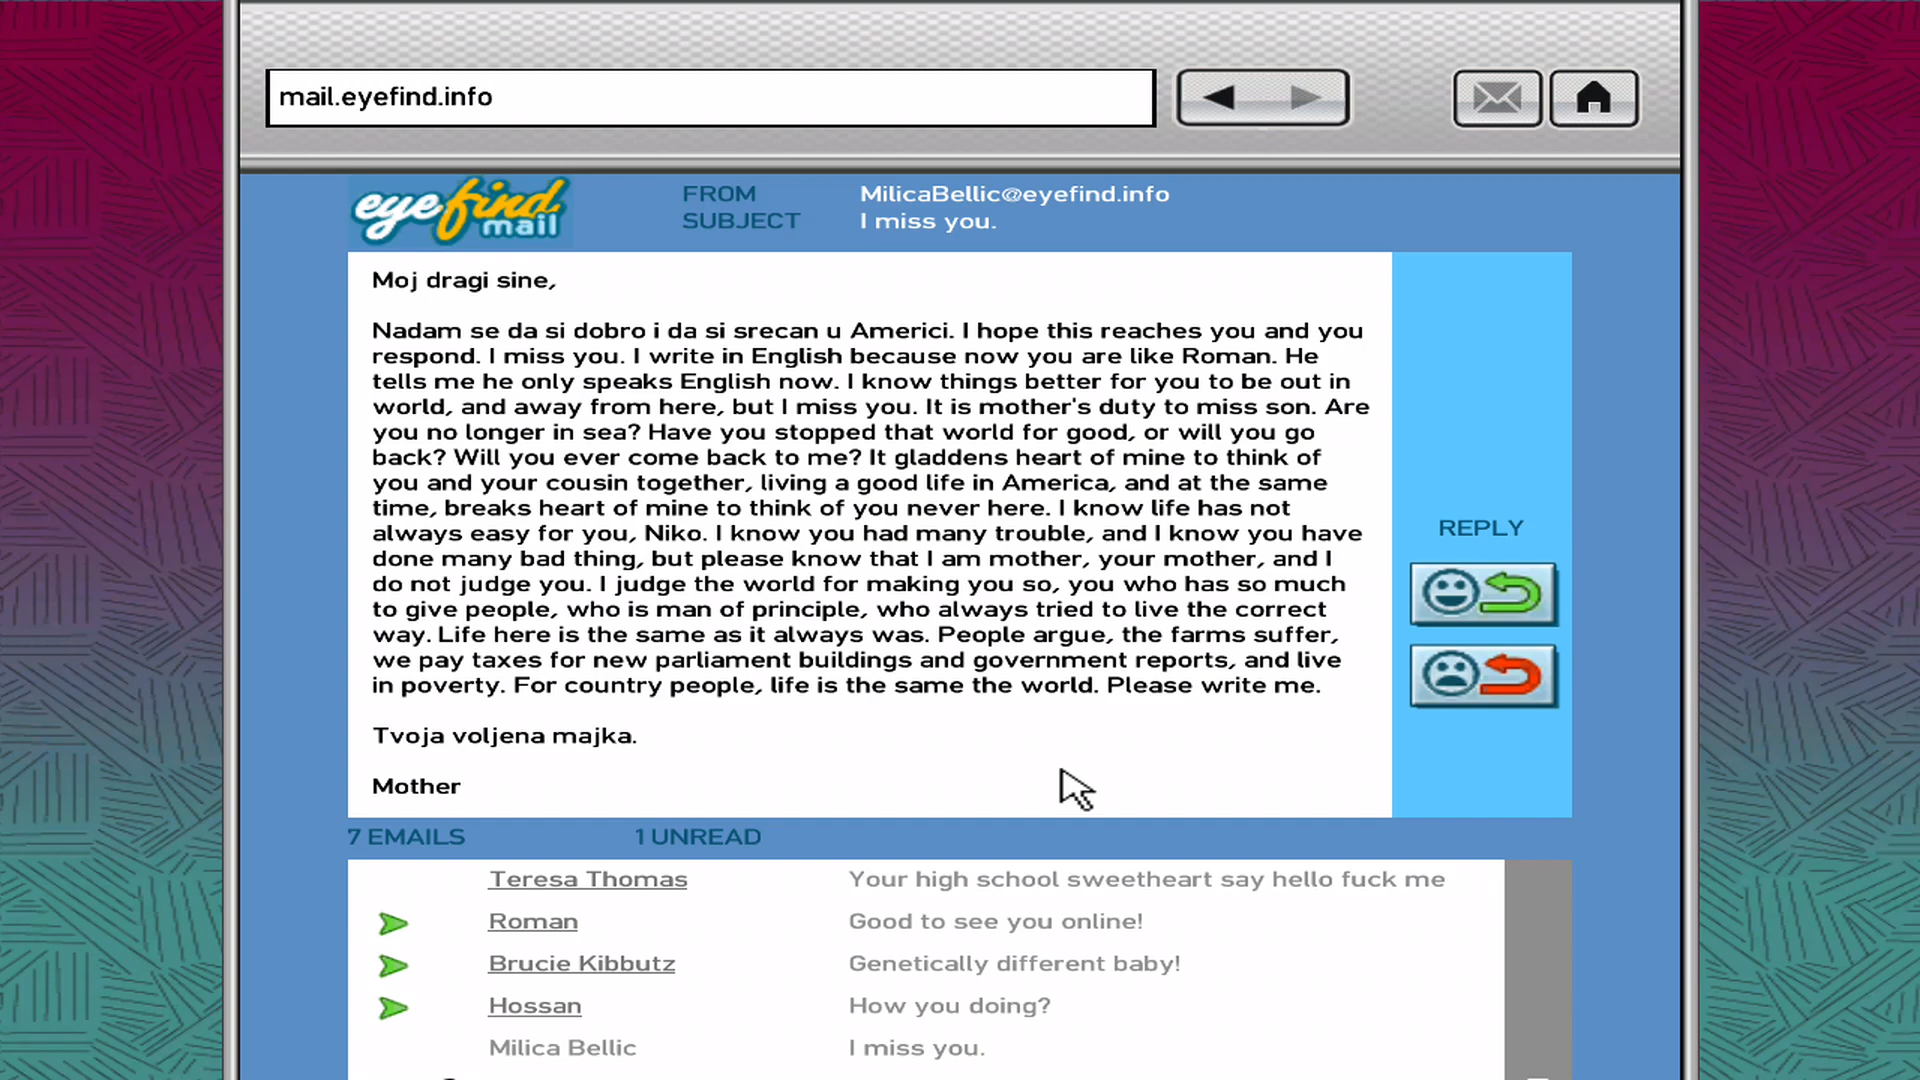 mail.eyefind.info
eyefind mail
FROM MilicaBellic@eyefind.info
SUBJECT I miss you.
Moj dragi sine,
Nadam se da si dobro i da si srecan u Americi. I hope this reaches you and you
respond. I miss you. I write in English because now you are like Roman. He
tells me he only speaks English now. I know things better for you to be out in
world, and away from here, but I miss you. It is mother's duty to miss son. Are
you no longer in sea? Have you stopped that world for good, or will you go
back? Will you ever come back to me? It gladdens heart of mine to think of
you and your cousin together, living a good life in America, and at the same
time, breaks heart of mine to think of you never here. I know life has not
always easy for you, Niko. I know you had many trouble, and I know you have
done many bad thing, but please know that I am mother, your mother, and I
do not judge you. I judge the world for making you so, you who has so much
to give people, who is man of principle, who always tried to live the correct
way. Life here is the same as it always was. People argue, the farms suffer,
we pay taxes for new parliament buildings and government reports, and live
in poverty. For country people, life is the same the world. Please write me.
Tvoja voljena majka.
Mother
REPLY
7 EMAILS 1 UNREAD
Teresa Thomas Your high school sweetheart say hello fuck me
Roman Good to see you online!
Brucie Kibbutz Genetically different baby!
Hossan How you doing?
Milica Bellic I miss you.